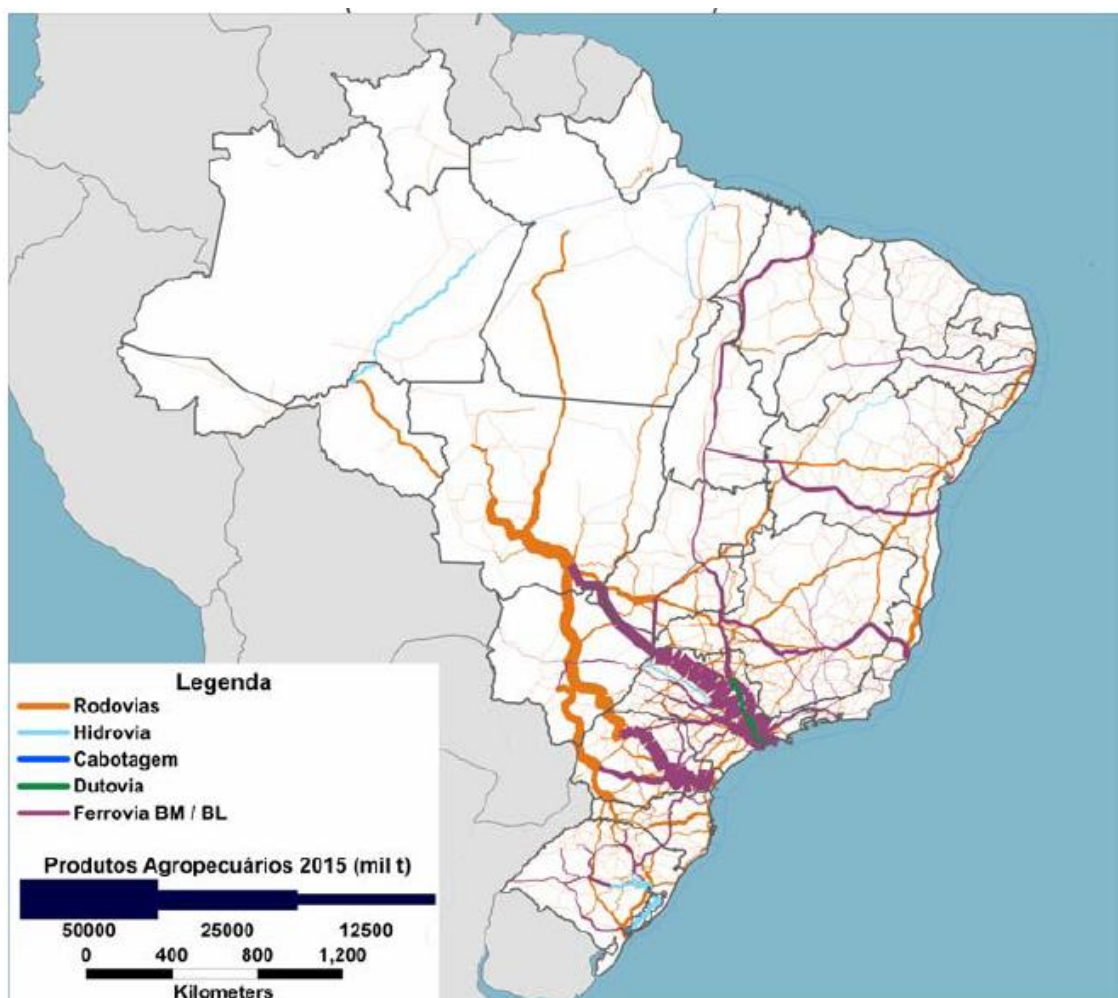 Legenda
Rodovias
Hidrovia
Cabotagem
Dutovia
Ferrovia BM / BL
Produtos Agropecuários 2015 (mil t)
50000 25000 12500
0 400 800 1,200
Kilometers